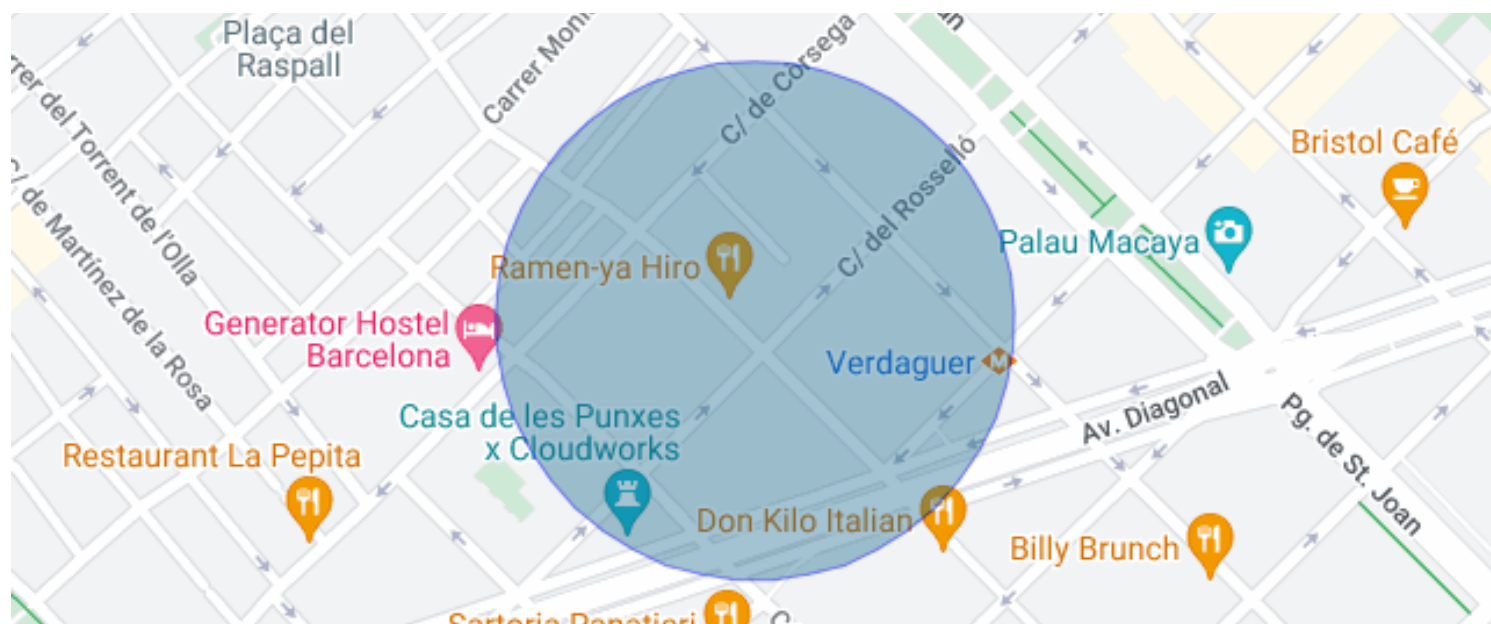 Plaça del
Raspall
Carrer Mon
C/ de Còrsega
Bristol Café
C/ del Rosselló
Palau Macaya
Ramen-ya Hiro
Generator Hostel
Barcelona
Verdaguer
M
C/ de Martínez de la Rosa
rrer del Torrent de l'Olla
Casa de les Punxes
x Cloudworks
Av. Diagonal
Pg. de St. Joan
Restaurant La Pepita
Don Kilo Italian
Billy Brunch